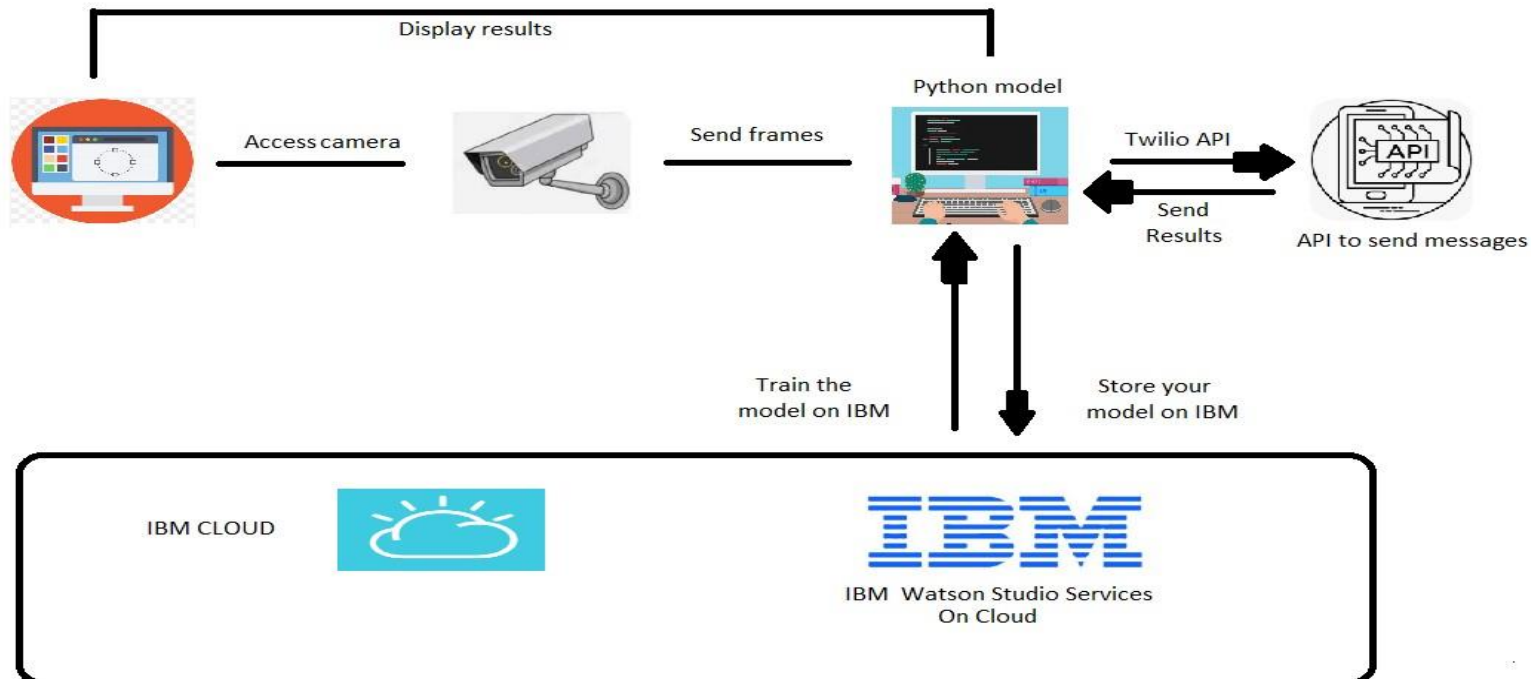 Display results
Python model
Access camera
Send frames
Twilio API
API
Send
Results
API to send messages
Train the
model on IBM
Store your
model on IBM
IBM CLOUD
IBM
IBM Watson Studio Services
On Cloud